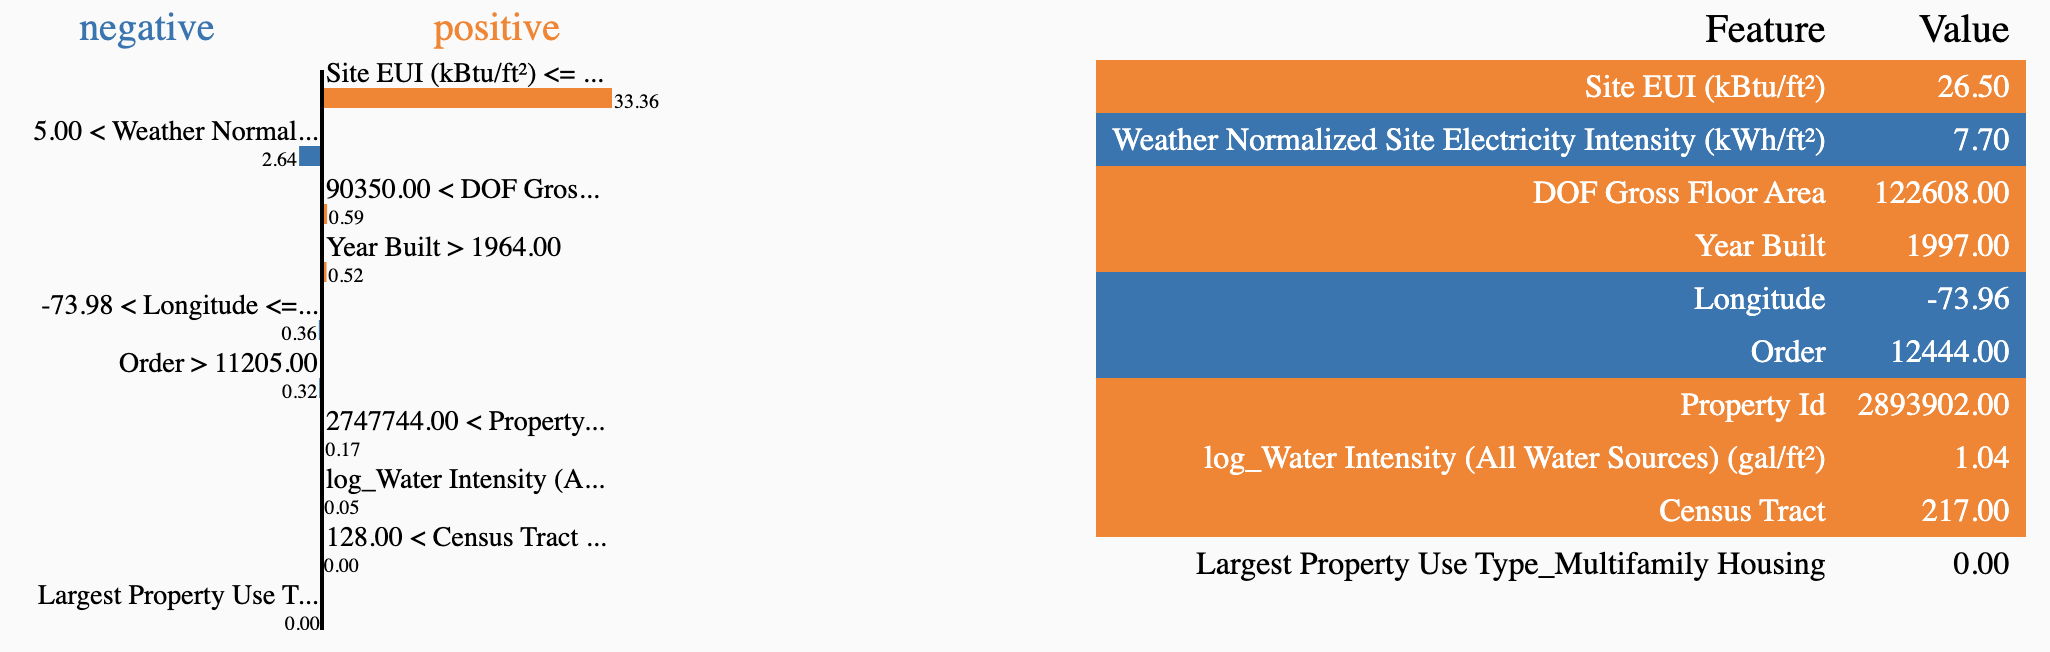 negative
positive
Site EUI (kBtu/ft²) <= ...
33.36
5.00 < Weather Normal...
2.64
90350.00 < DOF Gros...
0.59
Year Built > 1964.00
0.52
-73.98 < Longitude <=...
0.36
Order > 11205.00
0.32
2747744.00 < Property...
0.17
log_Water Intensity (A...
0.05
128.00 < Census Tract ...
0.00
Largest Property Use T...
0.00
Feature Value
Site EUI (kBtu/ft²) 26.50
Weather Normalized Site Electricity Intensity (kWh/ft²) 7.70
DOF Gross Floor Area 122608.00
Year Built 1997.00
Longitude -73.96
Order 12444.00
Property Id 2893902.00
log_Water Intensity (All Water Sources) (gal/ft²) 1.04
Census Tract 217.00
Largest Property Use Type_Multifamily Housing 0.00